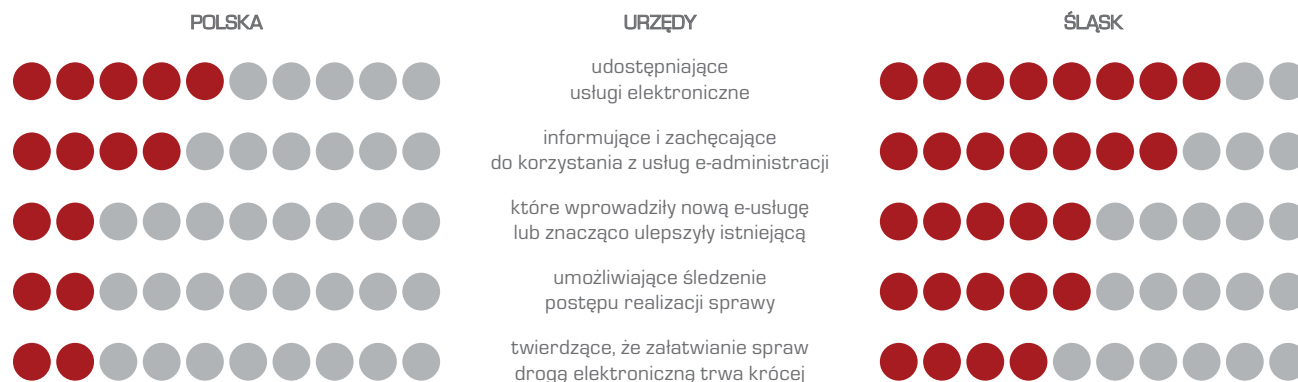 POLSKA
URZĘDY
ŚLĄSK
udostępniające
usługi elektroniczne
informujące i zachęcające
do korzystania z usług e-administracji
które wprowadziły nową e-usługę
lub znacząco ulepszyły istniejącą
umożliwiające śledzenie
postępu realizacji sprawy
twierdzące, że załatwianie spraw
drogą elektroniczną trwa krócej